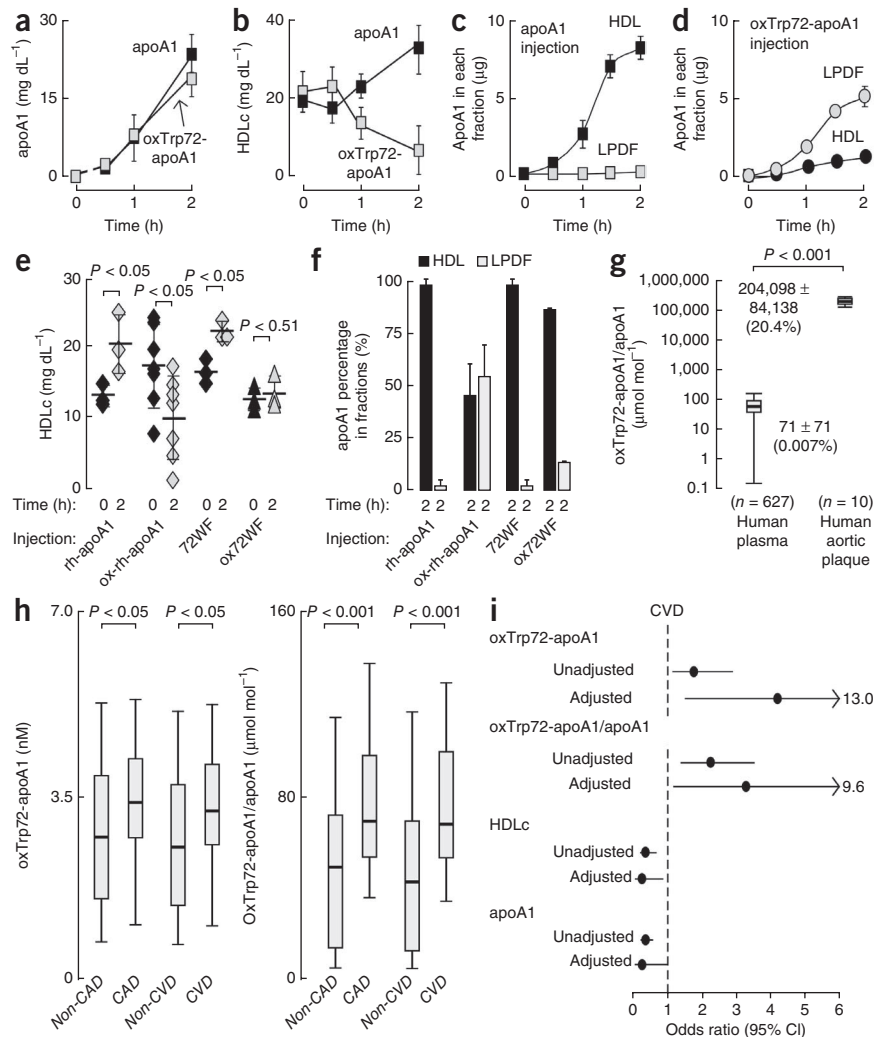 a
apoA1 (mg dL–1)
30
15
0
apoA1
oxTrp72-
apoA1
0 1 2
Time (h)
b
HDLc (mg dL–1)
40
20
0
apoA1
oxTrp72-
apoA1
0 1 2
Time (h)
c
ApoA1 in each
fraction (µg)
10
5
0
apoA1
injection
HDL
LPDF
0 1 2
Time (h)
d
ApoA1 in each
fraction (µg)
10
5
0
oxTrp72-apoA1
injection
LPDF
HDL
0 1 2
Time (h)
e
HDLc (mg dL–1)
30
20
10
0
P < 0.05
P < 0.05
P < 0.05
P < 0.51
Time (h): 0 2 0 2 0 2 0 2
Injection:
rh-apoA1
ox-rh-apoA1
72WF
ox72WF
f
HDL LPDF
apoA1 percentage
in fractions (%)
100
75
50
25
0
Time (h): 2 2 2 2 2 2 2 2
Injection:
rh-apoA1
ox-rh-apoA1
72WF
ox72WF
g
oxTrp72-apoA1/apoA1
(µmol mol–1)
P < 0.001
1,000,000
100,000
10,000
1,000
100
10
1
0.1
204,098 ±
84,138
(20.4%)
71 ± 71
(0.007%)
(n = 627)
Human
plasma
(n = 10)
Human
aortic
plaque
h
oxTrp72-apoA1 (nM)
7.0
3.5
0
P < 0.05 P < 0.05
Non-CAD
CAD
Non-CVD
CVD
OxTrp72-apoA1/apoA1 (µmol mol–1)
160
80
0
P < 0.001 P < 0.001
Non-CAD
CAD
Non-CVD
CVD
i
CVD
oxTrp72-apoA1
Unadjusted
Adjusted
13.0
oxTrp72-apoA1/apoA1
Unadjusted
Adjusted
9.6
HDLc
Unadjusted
Adjusted
apoA1
Unadjusted
Adjusted
0 1 2 3 4 5 6
Odds ratio (95% CI)